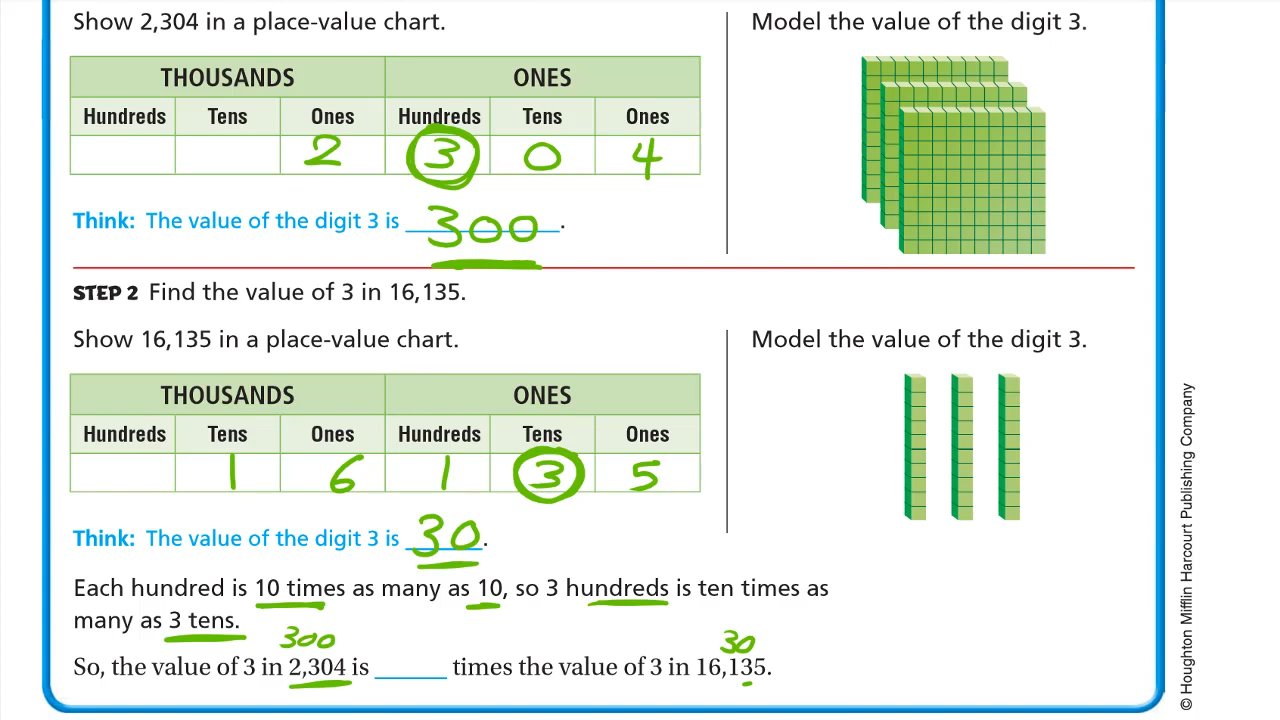 Show 2,304 in a place-value chart.
Model the value of the digit 3.
THOUSANDS ONES
Hundreds Tens Ones Hundreds Tens Ones
2 3 0 4
Think: The value of the digit 3 is 300.
STEP 2 Find the value of 3 in 16,135.
Show 16,135 in a place-value chart.
Model the value of the digit 3.
THOUSANDS ONES
Hundreds Tens Ones Hundreds Tens Ones
1 6 1 3 5
Think: The value of the digit 3 is 30.
Each hundred is 10 times as many as 10, so 3 hundreds is ten times as
many as 3 tens.
300 30
So, the value of 3 in 2,304 is ______ times the value of 3 in 16,135.
© Houghton Mifflin Harcourt Publishing Company